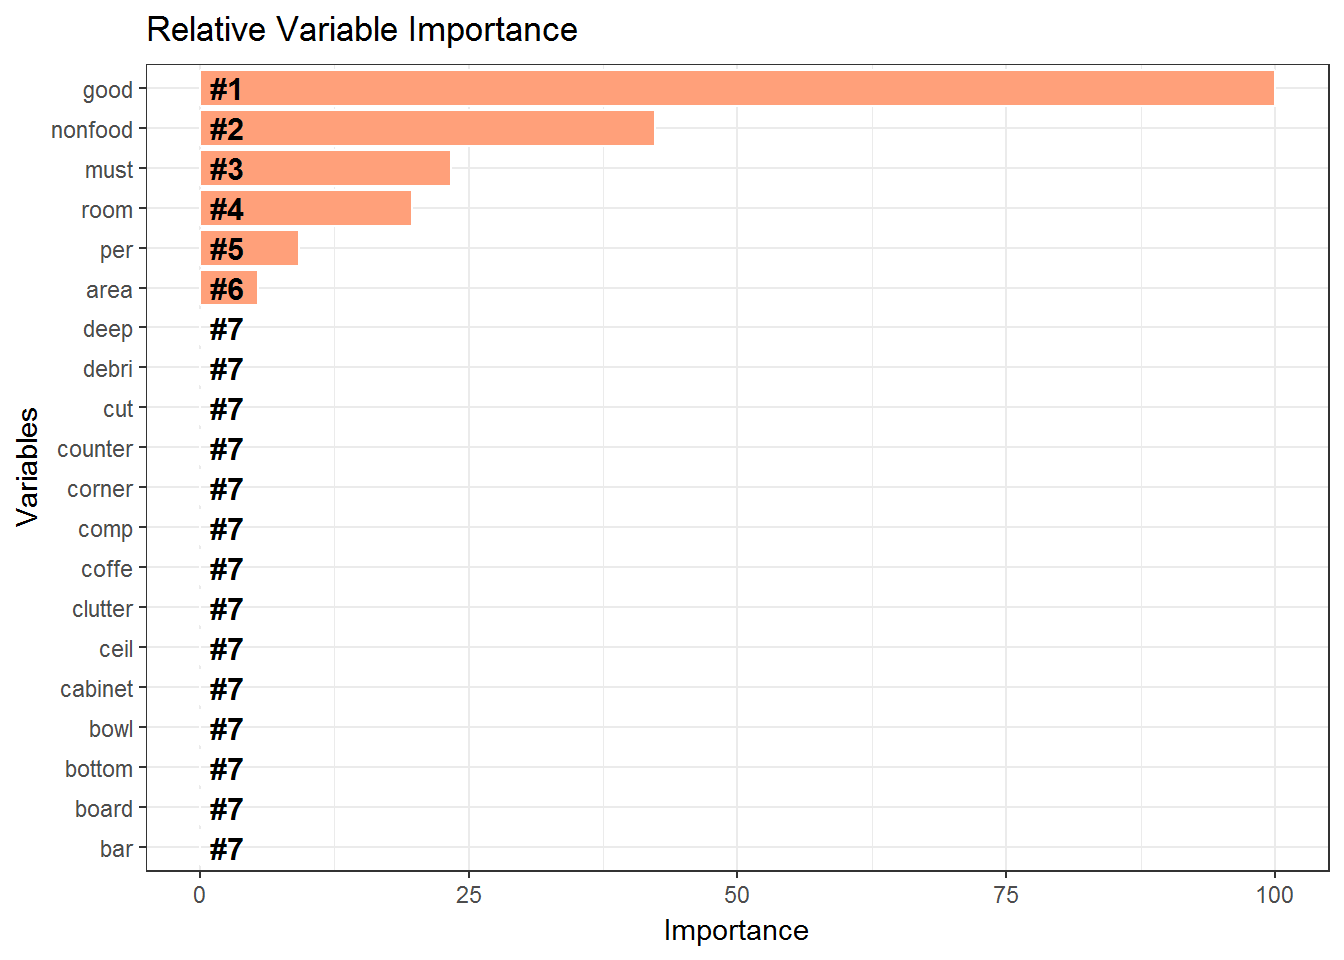 Relative Variable Importance
good #1
nonfood #2
must #3
room #4
per #5
area #6
deep #7
debri #7
cut #7
counter #7
corner #7
comp #7
coffe #7
clutter #7
ceil #7
cabinet #7
bowl #7
bottom #7
board #7
bar #7
Variables
0 25 50 75 100
Importance